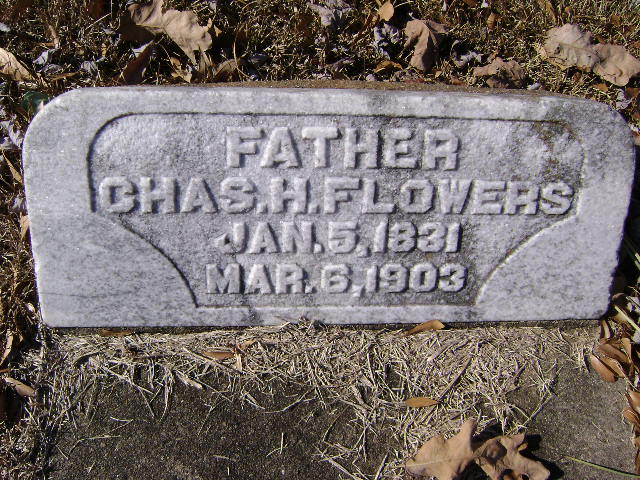 FATHER
CHAS.H.FLOWERS
JAN.5,1831
MAR.6,1903